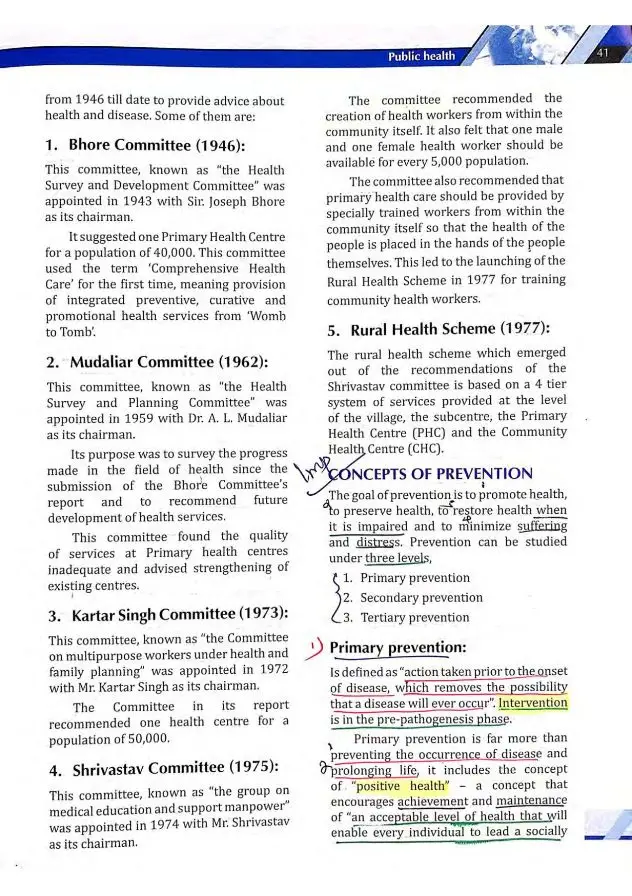 Public health
41
from 1946 till date to provide advice about
health and disease. Some of them are:
1. Bhore Committee (1946):
This committee, known as "the Health
Survey and Development Committee" was
appointed in 1943 with Sir. Joseph Bhore
as its chairman.
It suggested one Primary Health Centre
for a population of 40,000. This committee
used the term 'Comprehensive Health
Care' for the first time, meaning provision
of integrated preventive, curative and
promotional health services from 'Womb
to Tomb'.
2. Mudaliar Committee (1962):
This committee, known as "the Health
Survey and Planning Committee" was
appointed in 1959 with Dr. A. L. Mudaliar
as its chairman.
Its purpose was to survey the progress
made in the field of health since the
submission of the Bhore Committee's
report and to recommend future
development of health services.
This committee found the quality
of services at Primary health centres
inadequate and advised strengthening of
existing centres.
3. Kartar Singh Committee (1973):
This committee, known as "the Committee
on multipurpose workers under health and
family planning" was appointed in 1972
with Mr. Kartar Singh as its chairman.
The Committee in its report
recommended one health centre for a
population of 50,000.
4. Shrivastav Committee (1975):
This committee, known as "the group on
medical education and support manpower"
was appointed in 1974 with Mr. Shrivastav
as its chairman.
The committee recommended the
creation of health workers from within the
community itself. It also felt that one male
and one female health worker should be
available for every 5,000 population.
The committee also recommended that
primary health care should be provided by
specially trained workers from within the
community itself so that the health of the
people is placed in the hands of the people
themselves. This led to the launching of the
Rural Health Scheme in 1977 for training
community health workers.
5. Rural Health Scheme (1977):
The rural health scheme which emerged
out of the recommendations of the
Shrivastav committee is based on a 4 tier
system of services provided at the level
of the village, the subcentre, the Primary
Health Centre (PHC) and the Community
Health Centre (CHC).
Imp
CONCEPTS OF PREVENTION
The goal of prevention is to promote health,
to preserve health, to restore health when
it is impaired and to minimize suffering
and distress. Prevention can be studied
under three levels,
1. Primary prevention
2. Secondary prevention
3. Tertiary prevention
1) Primary prevention:
Is defined as "action taken prior to the onset
of disease, which removes the possibility
that a disease will ever occur". Intervention
is in the pre-pathogenesis phase.
Primary prevention is far more than
preventing the occurrence of disease and
prolonging life, it includes the concept
of "positive health" – a concept that
encourages achievement and maintenance
of "an acceptable level of health that will
enable every individual to lead a socially